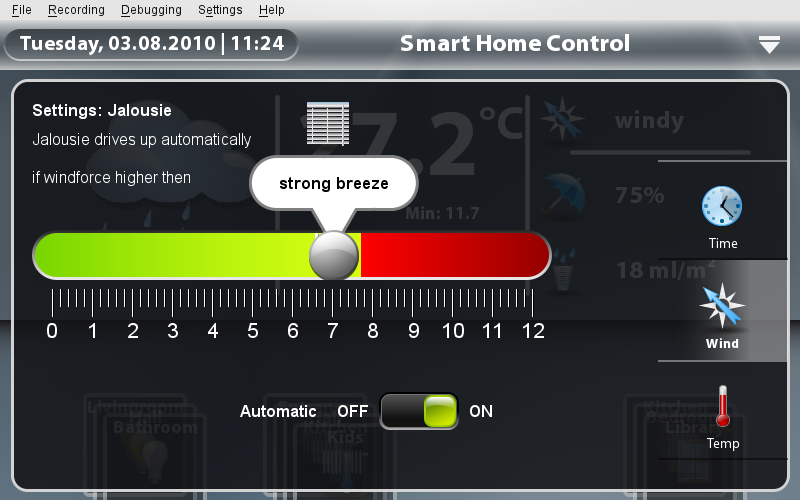 File Recording Debugging Settings Help
Tuesday, 03.08.2010 | 11:24
Smart Home Control
Settings: Jalousie
Jalousie drives up automatically
if windforce higher then
strong breeze
°C
7.2
Min: 11.7
windy
75%
18 ml/m²
Time
Wind
Temp
0 1 2 3 4 5 6 7 8 9 10 11 12
Automatic OFF ON
Bathroom
Kitchen
Kids
Kitchen
Bedroom
Library